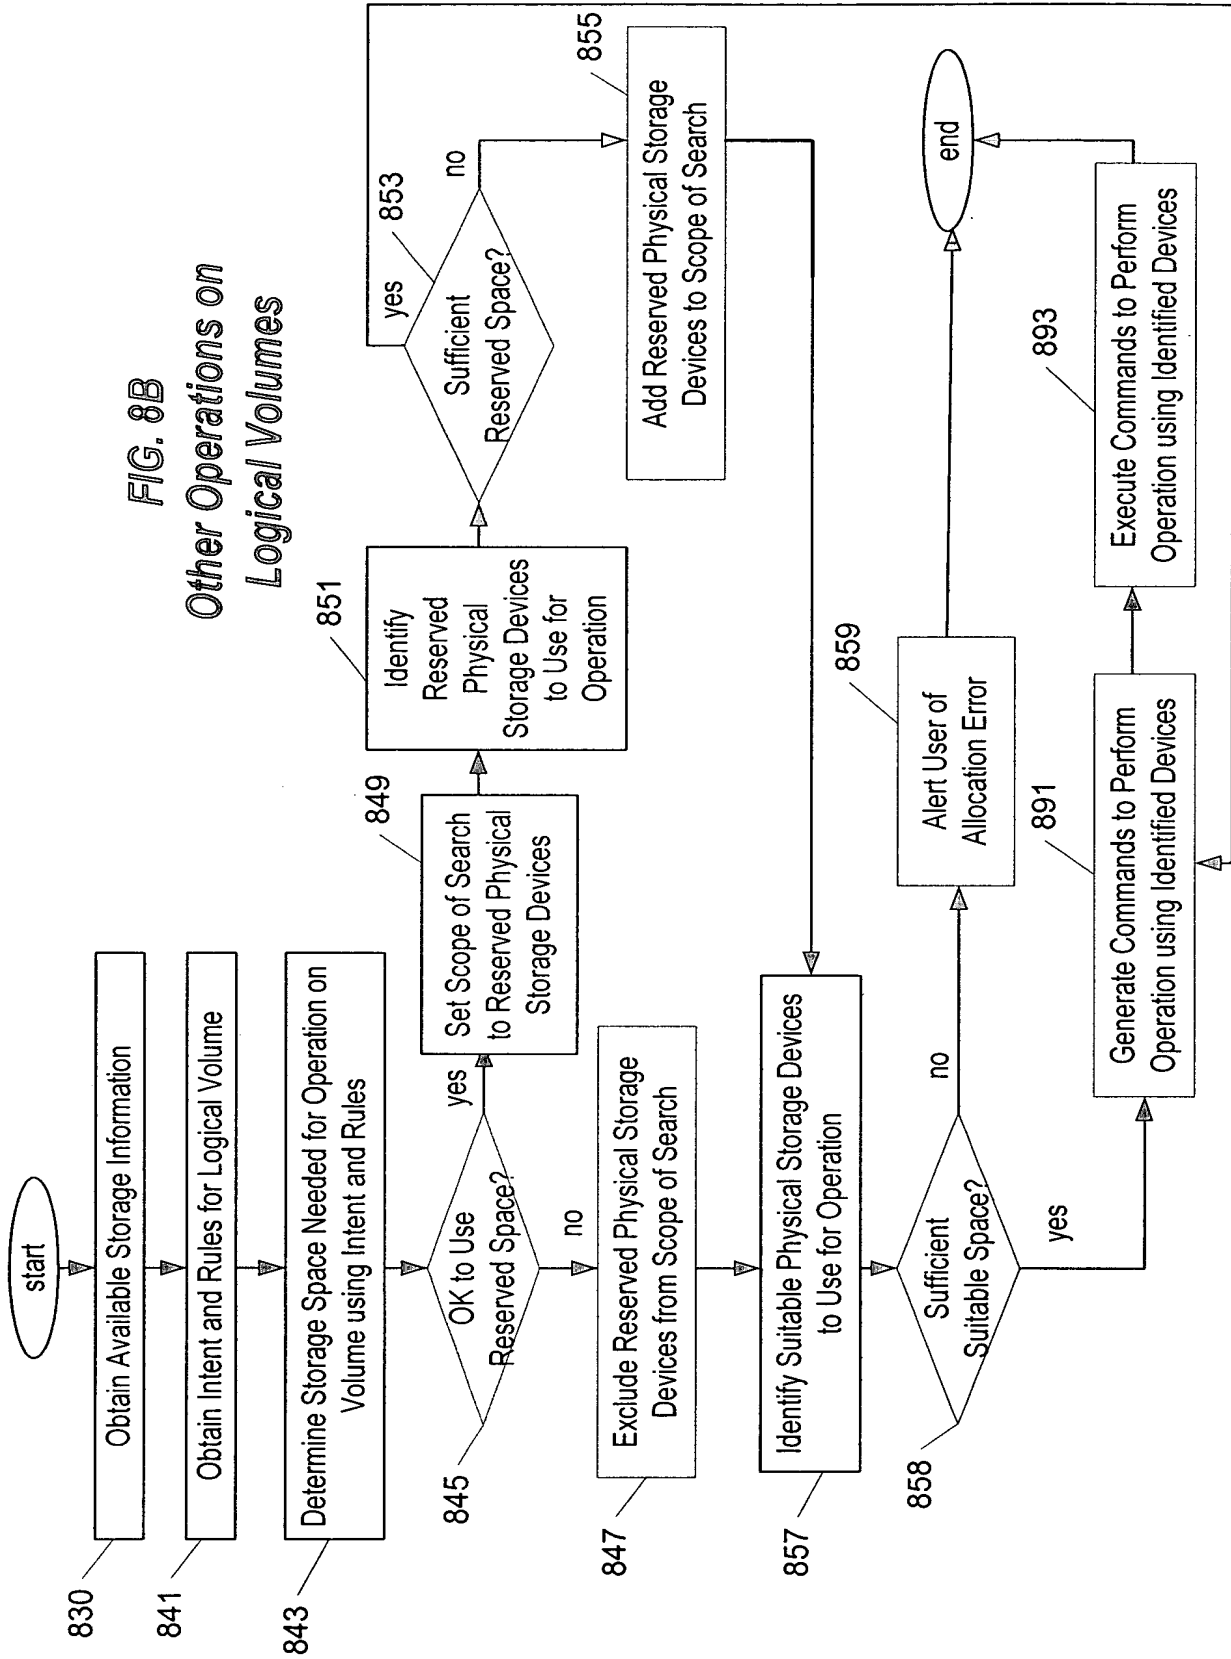 FIG. 8B
Other Operations on
Logical Volumes
start
830
Obtain Available Storage Information
841
Obtain Intent and Rules for Logical Volume
843
Determine Storage Space Needed for Operation on
Volume using Intent and Rules
845
OK to Use
Reserved Space?
yes
no
849
Set Scope of Search
to Reserved Physical
Storage Devices
851
Identify
Reserved
Physical
Storage Devices
to Use for
Operation
853
Sufficient
Reserved Space?
yes
no
855
Add Reserved Physical Storage
Devices to Scope of Search
847
Exclude Reserved Physical Storage
Devices from Scope of Search
857
Identify Suitable Physical Storage Devices
to Use for Operation
858
Sufficient
Suitable Space?
no
yes
859
Alert User of
Allocation Error
891
Generate Commands to Perform
Operation using Identified Devices
893
Execute Commands to Perform
Operation using Identified Devices
end